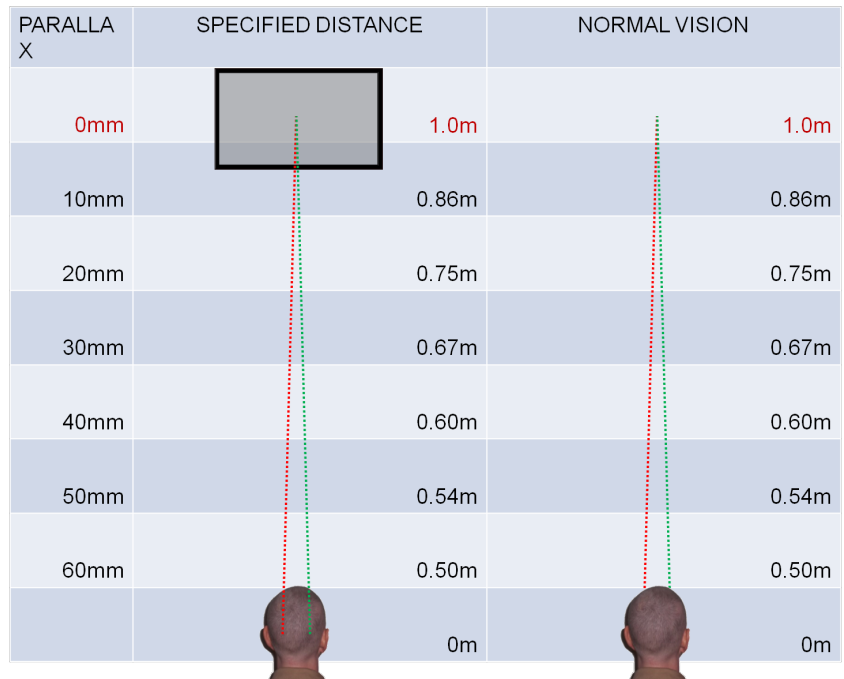 PARALLA
X
SPECIFIED DISTANCE
NORMAL VISION
0mm 1.0m 1.0m
10mm 0.86m 0.86m
20mm 0.75m 0.75m
30mm 0.67m 0.67m
40mm 0.60m 0.60m
50mm 0.54m 0.54m
60mm 0.50m 0.50m
0m 0m